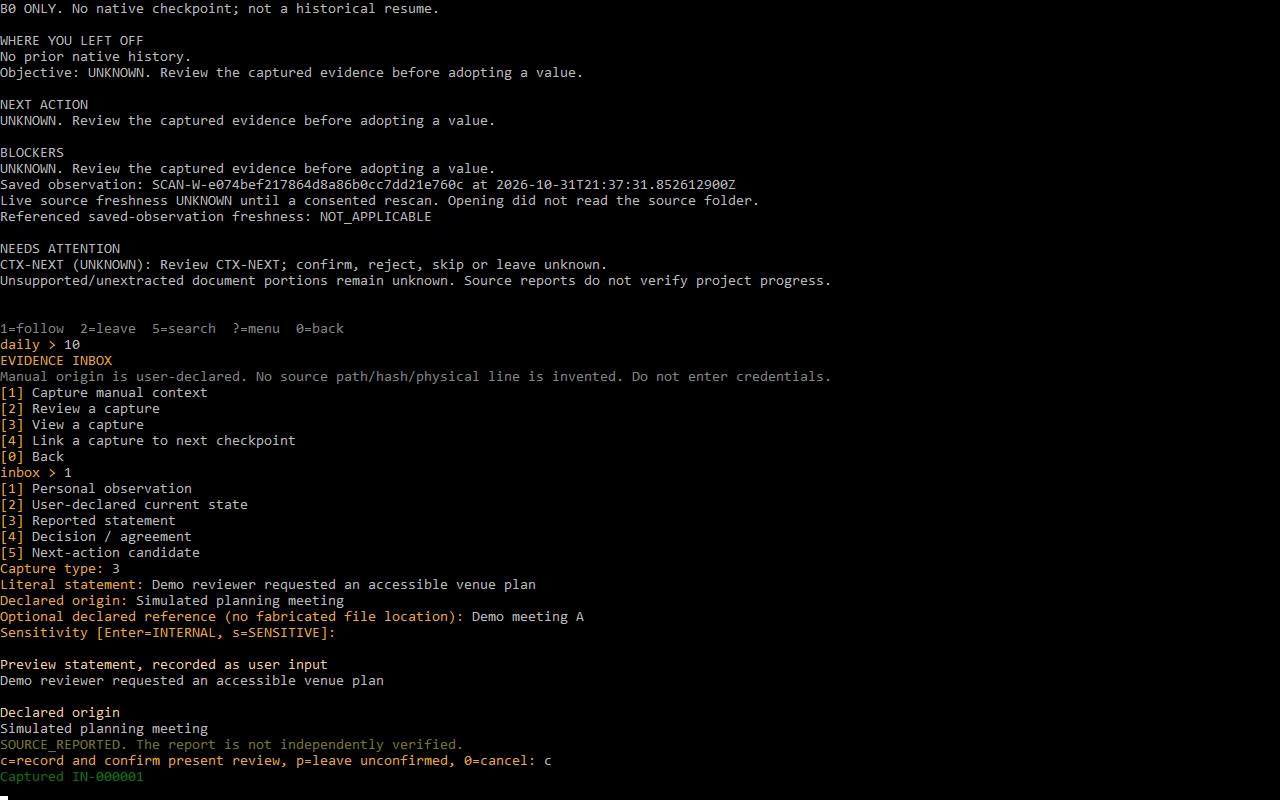 B0 ONLY. No native checkpoint; not a historical resume.
WHERE YOU LEFT OFF
No prior native history.
Objective: UNKNOWN. Review the captured evidence before adopting a value.
NEXT ACTION
UNKNOWN. Review the captured evidence before adopting a value.
BLOCKERS
UNKNOWN. Review the captured evidence before adopting a value.
Saved observation: SCAN-W-e074bef217864d8a86b0cc7dd21e760c at 2026-10-31T21:37:31.852612900Z
Live source freshness UNKNOWN until a consented rescan. Opening did not read the source folder.
Referenced saved-observation freshness: NOT_APPLICABLE
NEEDS ATTENTION
CTX-NEXT (UNKNOWN): Review CTX-NEXT; confirm, reject, skip or leave unknown.
Unsupported/unextracted document portions remain unknown. Source reports do not verify project progress.
1=follow  2=leave  5=search  ?=menu  0=back
daily > 10
EVIDENCE INBOX
Manual origin is user-declared. No source path/hash/physical line is invented. Do not enter credentials.
[1] Capture manual context
[2] Review a capture
[3] View a capture
[4] Link a capture to next checkpoint
[0] Back
inbox > 1
[1] Personal observation
[2] User-declared current state
[3] Reported statement
[4] Decision / agreement
[5] Next-action candidate
Capture type: 3
Literal statement: Demo reviewer requested an accessible venue plan
Declared origin: Simulated planning meeting
Optional declared reference (no fabricated file location): Demo meeting A
Sensitivity [Enter=INTERNAL, s=SENSITIVE]:
Preview statement, recorded as user input
Demo reviewer requested an accessible venue plan
Declared origin
Simulated planning meeting
SOURCE_REPORTED. The report is not independently verified.
c=record and confirm present review, p=leave unconfirmed, 0=cancel: c
Captured IN-000001